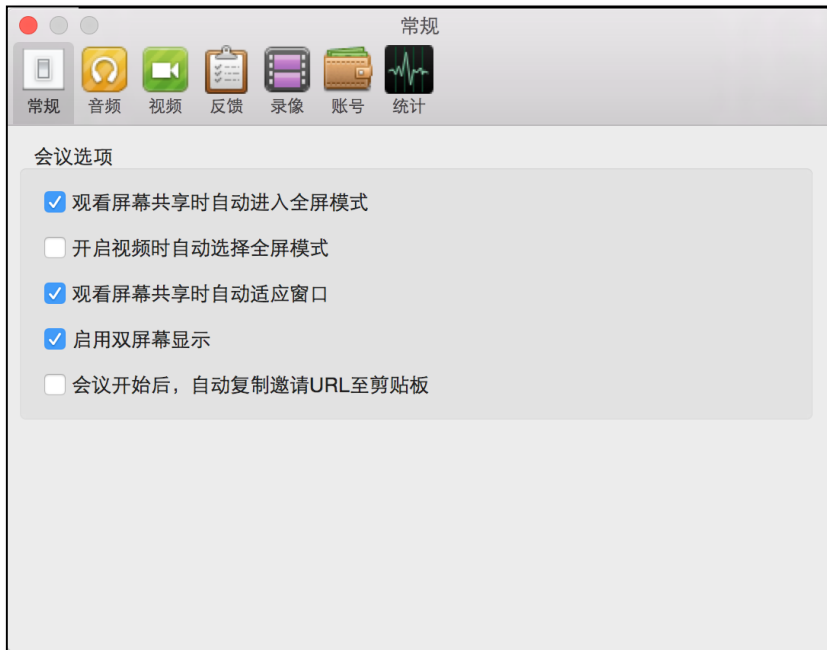 常规
常规 音频 视频 反馈 录像 账号 统计
会议选项
观看屏幕共享时自动进入全屏模式
开启视频时自动选择全屏模式
观看屏幕共享时自动适应窗口
启用双屏幕显示
会议开始后，自动复制邀请URL至剪贴板